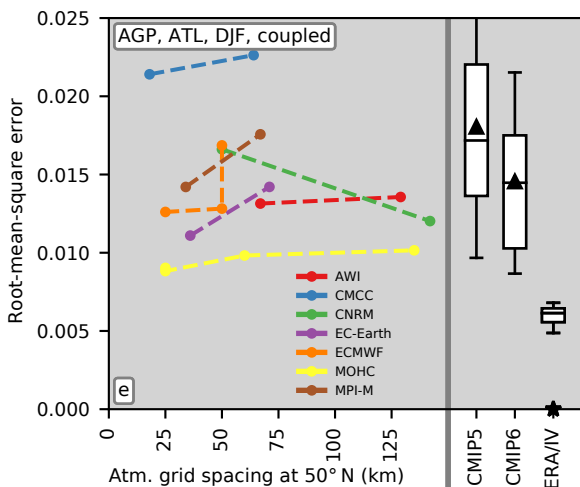 AGP, ATL, DJF, coupled
0.025
0.020
0.015
0.010
0.005
0.000
Root-mean-square error
AWI
CMCC
CNRM
EC-Earth
ECMWF
MOHC
MPI-M
e
0
25
50
75
100
125
Atm. grid spacing at 50°N (km)
CMIP5
CMIP6
ERA/IV